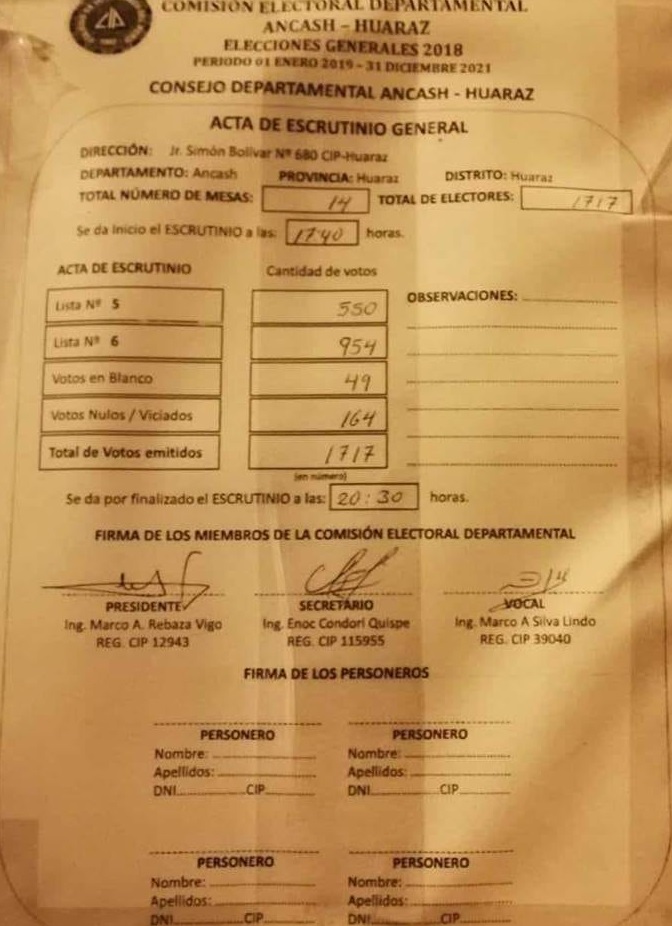 COMISIÓN ELECTORAL DEPARTAMENTAL
ANCASH - HUARAZ
ELECCIONES GENERALES 2018
PERIODO 01 ENERO 2019 - 31 DICIEMBRE 2021
CONSEJO DEPARTAMENTAL ANCASH - HUARAZ
ACTA DE ESCRUTINIO GENERAL
DIRECCIÓN: Jr. Simón Bolívar Nº 680 CIP-Huaraz
DEPARTAMENTO: Ancash PROVINCIA: Huaraz DISTRITO: Huaraz
TOTAL NÚMERO DE MESAS: 14 TOTAL DE ELECTORES: 1717
Se da Inicio el ESCRUTINIO a las: 17:40 horas.
ACTA DE ESCRUTINIO Cantidad de votos
OBSERVACIONES:
Lista Nº 5 550
Lista Nº 6 954
Votos en Blanco 49
Votos Nulos / Viciados 164
Total de Votos emitidos 1717
(en número)
Se da por finalizado el ESCRUTINIO a las: 20:30 horas.
FIRMA DE LOS MIEMBROS DE LA COMISIÓN ELECTORAL DEPARTAMENTAL
PRESIDENTE SECRETARIO VOCAL
Ing. Marco A. Rebaza Vigo Ing. Enoc Condori Quispe Ing. Marco A Silva Lindo
REG. CIP 12943 REG. CIP 115955 REG. CIP 39040
FIRMA DE LOS PERSONEROS
PERSONERO PERSONERO
Nombre: Nombre:
Apellidos: Apellidos:
DNI CIP DNI CIP
PERSONERO PERSONERO
Nombre: Nombre:
Apellidos: Apellidos:
DNI CIP DNI CIP